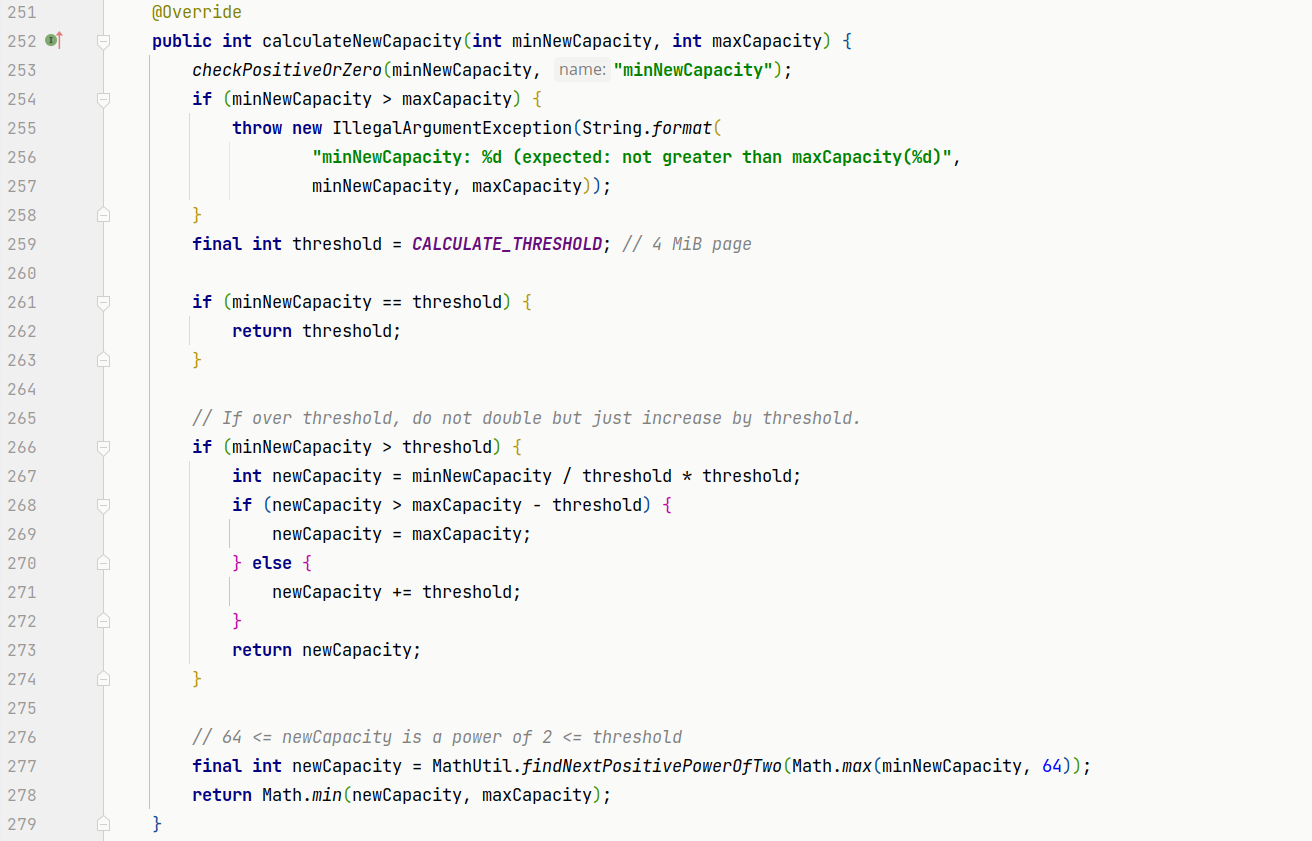 251 @Override
252 public int calculateNewCapacity(int minNewCapacity, int maxCapacity) {
253 checkPositiveOrZero(minNewCapacity, name: "minNewCapacity");
254 if (minNewCapacity > maxCapacity) {
255 throw new IllegalArgumentException(String.format(
256 "minNewCapacity: %d (expected: not greater than maxCapacity(%d)",
257 minNewCapacity, maxCapacity));
258 }
259 final int threshold = CALCULATE_THRESHOLD; // 4 MiB page
260
261 if (minNewCapacity == threshold) {
262 return threshold;
263 }
264
265 // If over threshold, do not double but just increase by threshold.
266 if (minNewCapacity > threshold) {
267 int newCapacity = minNewCapacity / threshold * threshold;
268 if (newCapacity > maxCapacity - threshold) {
269 newCapacity = maxCapacity;
270 } else {
271 newCapacity += threshold;
272 }
273 return newCapacity;
274 }
275
276 // 64 <= newCapacity is a power of 2 <= threshold
277 final int newCapacity = MathUtil.findNextPositivePowerOfTwo(Math.max(minNewCapacity, 64));
278 return Math.min(newCapacity, maxCapacity);
279 }